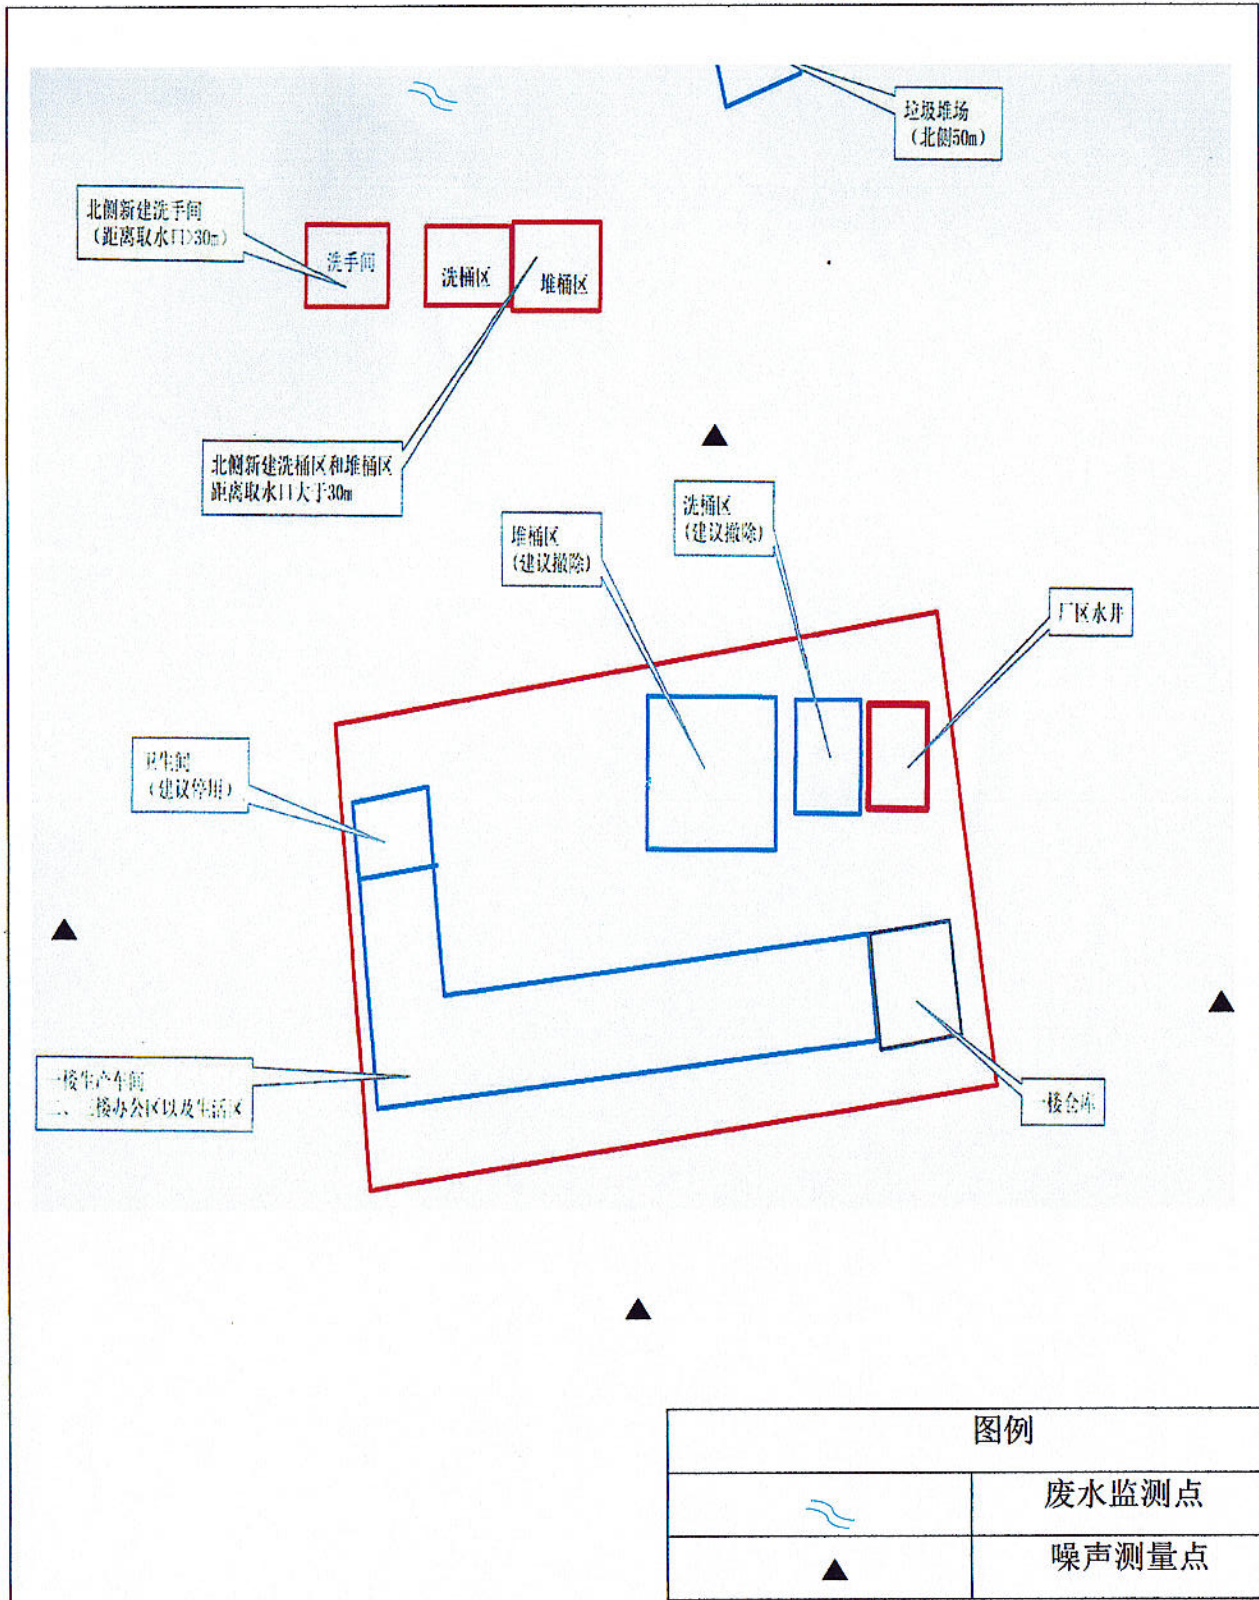 垃圾堆场
（北侧50m）
北侧新建洗手间
（距离取水口>30m）
洗手间
洗桶区
堆桶区
北侧新建洗桶区和堆桶区
距离取水口大于30m
洗桶区
(建议撤除)
堆桶区
(建议撤除)
厂区水井
卫生间
（建议停用）
一楼生产车间
二、三楼办公区以及生活区
一楼仓库
图例
废水监测点
噪声测量点